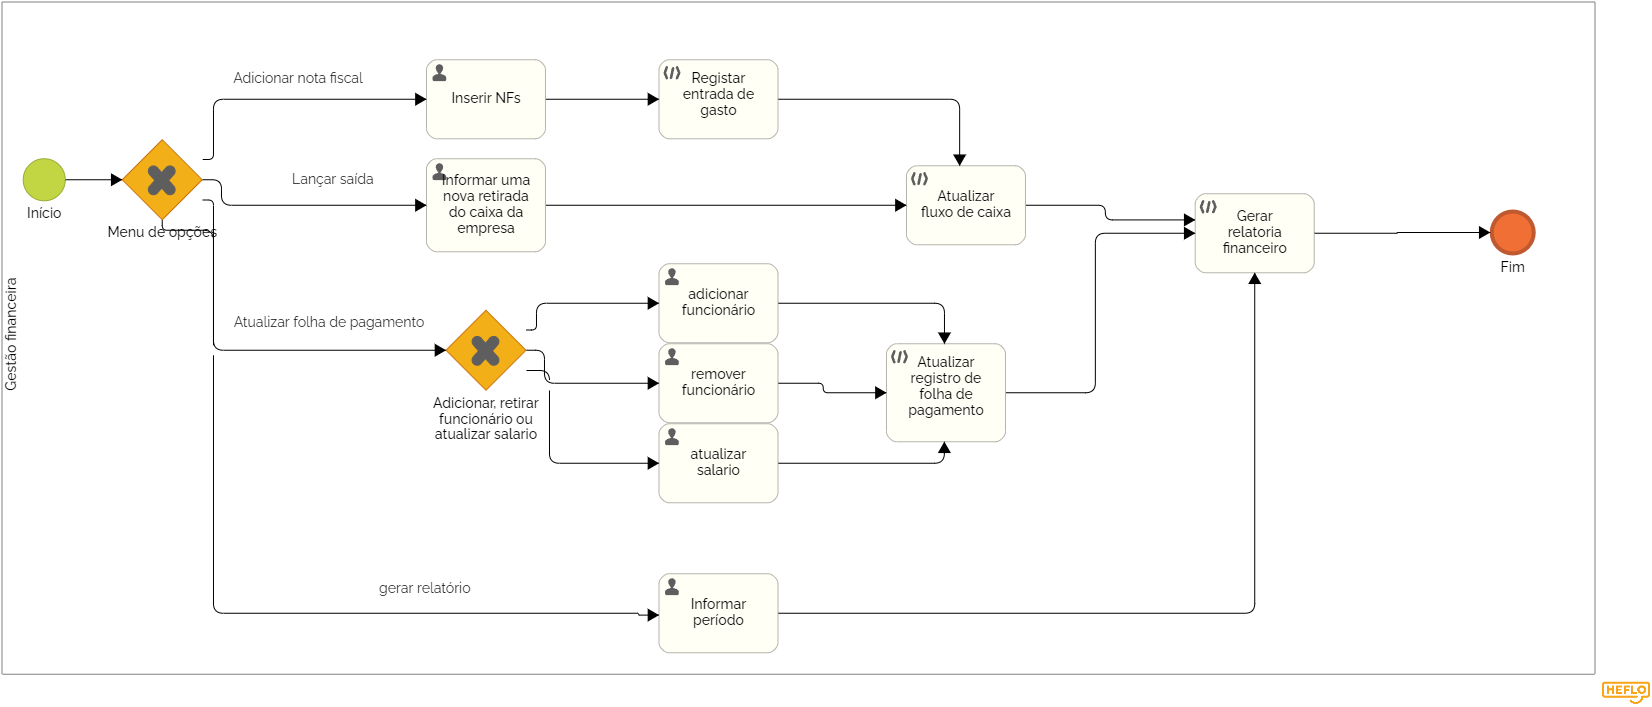 Gestão financeira
Início
Menu de opções
Adicionar nota fiscal
Inserir NFs
Registar
entrada de
gasto
Lançar saída
Informar uma
nova retirada
do caixa da
empresa
Atualizar
fluxo de caixa
Gerar
relatoria
financeiro
Fim
Atualizar folha de pagamento
Adicionar, retirar
funcionário ou
atualizar salario
adicionar
funcionário
remover
funcionário
atualizar
salario
Atualizar
registro de
folha de
pagamento
gerar relatório
Informar
período
HEFLO